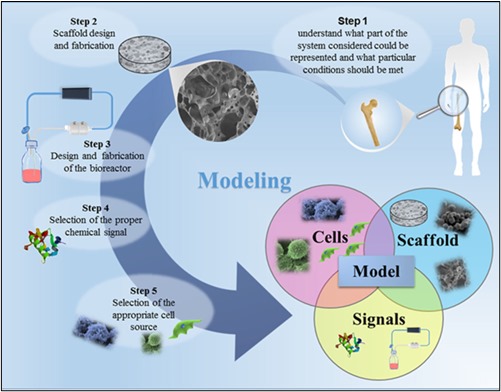 Step 1
understand what part of the
system considered could be
represented and what particular
conditions should be met
Step 2
Scaffold design
and fabrication
Step 3
Design and fabrication
of the bioreactor
Step 4
Selection of the proper
chemical signal
Step 5
Selection of the
appropriate cell
source
Modeling
Cells
Scaffold
Model
Signals